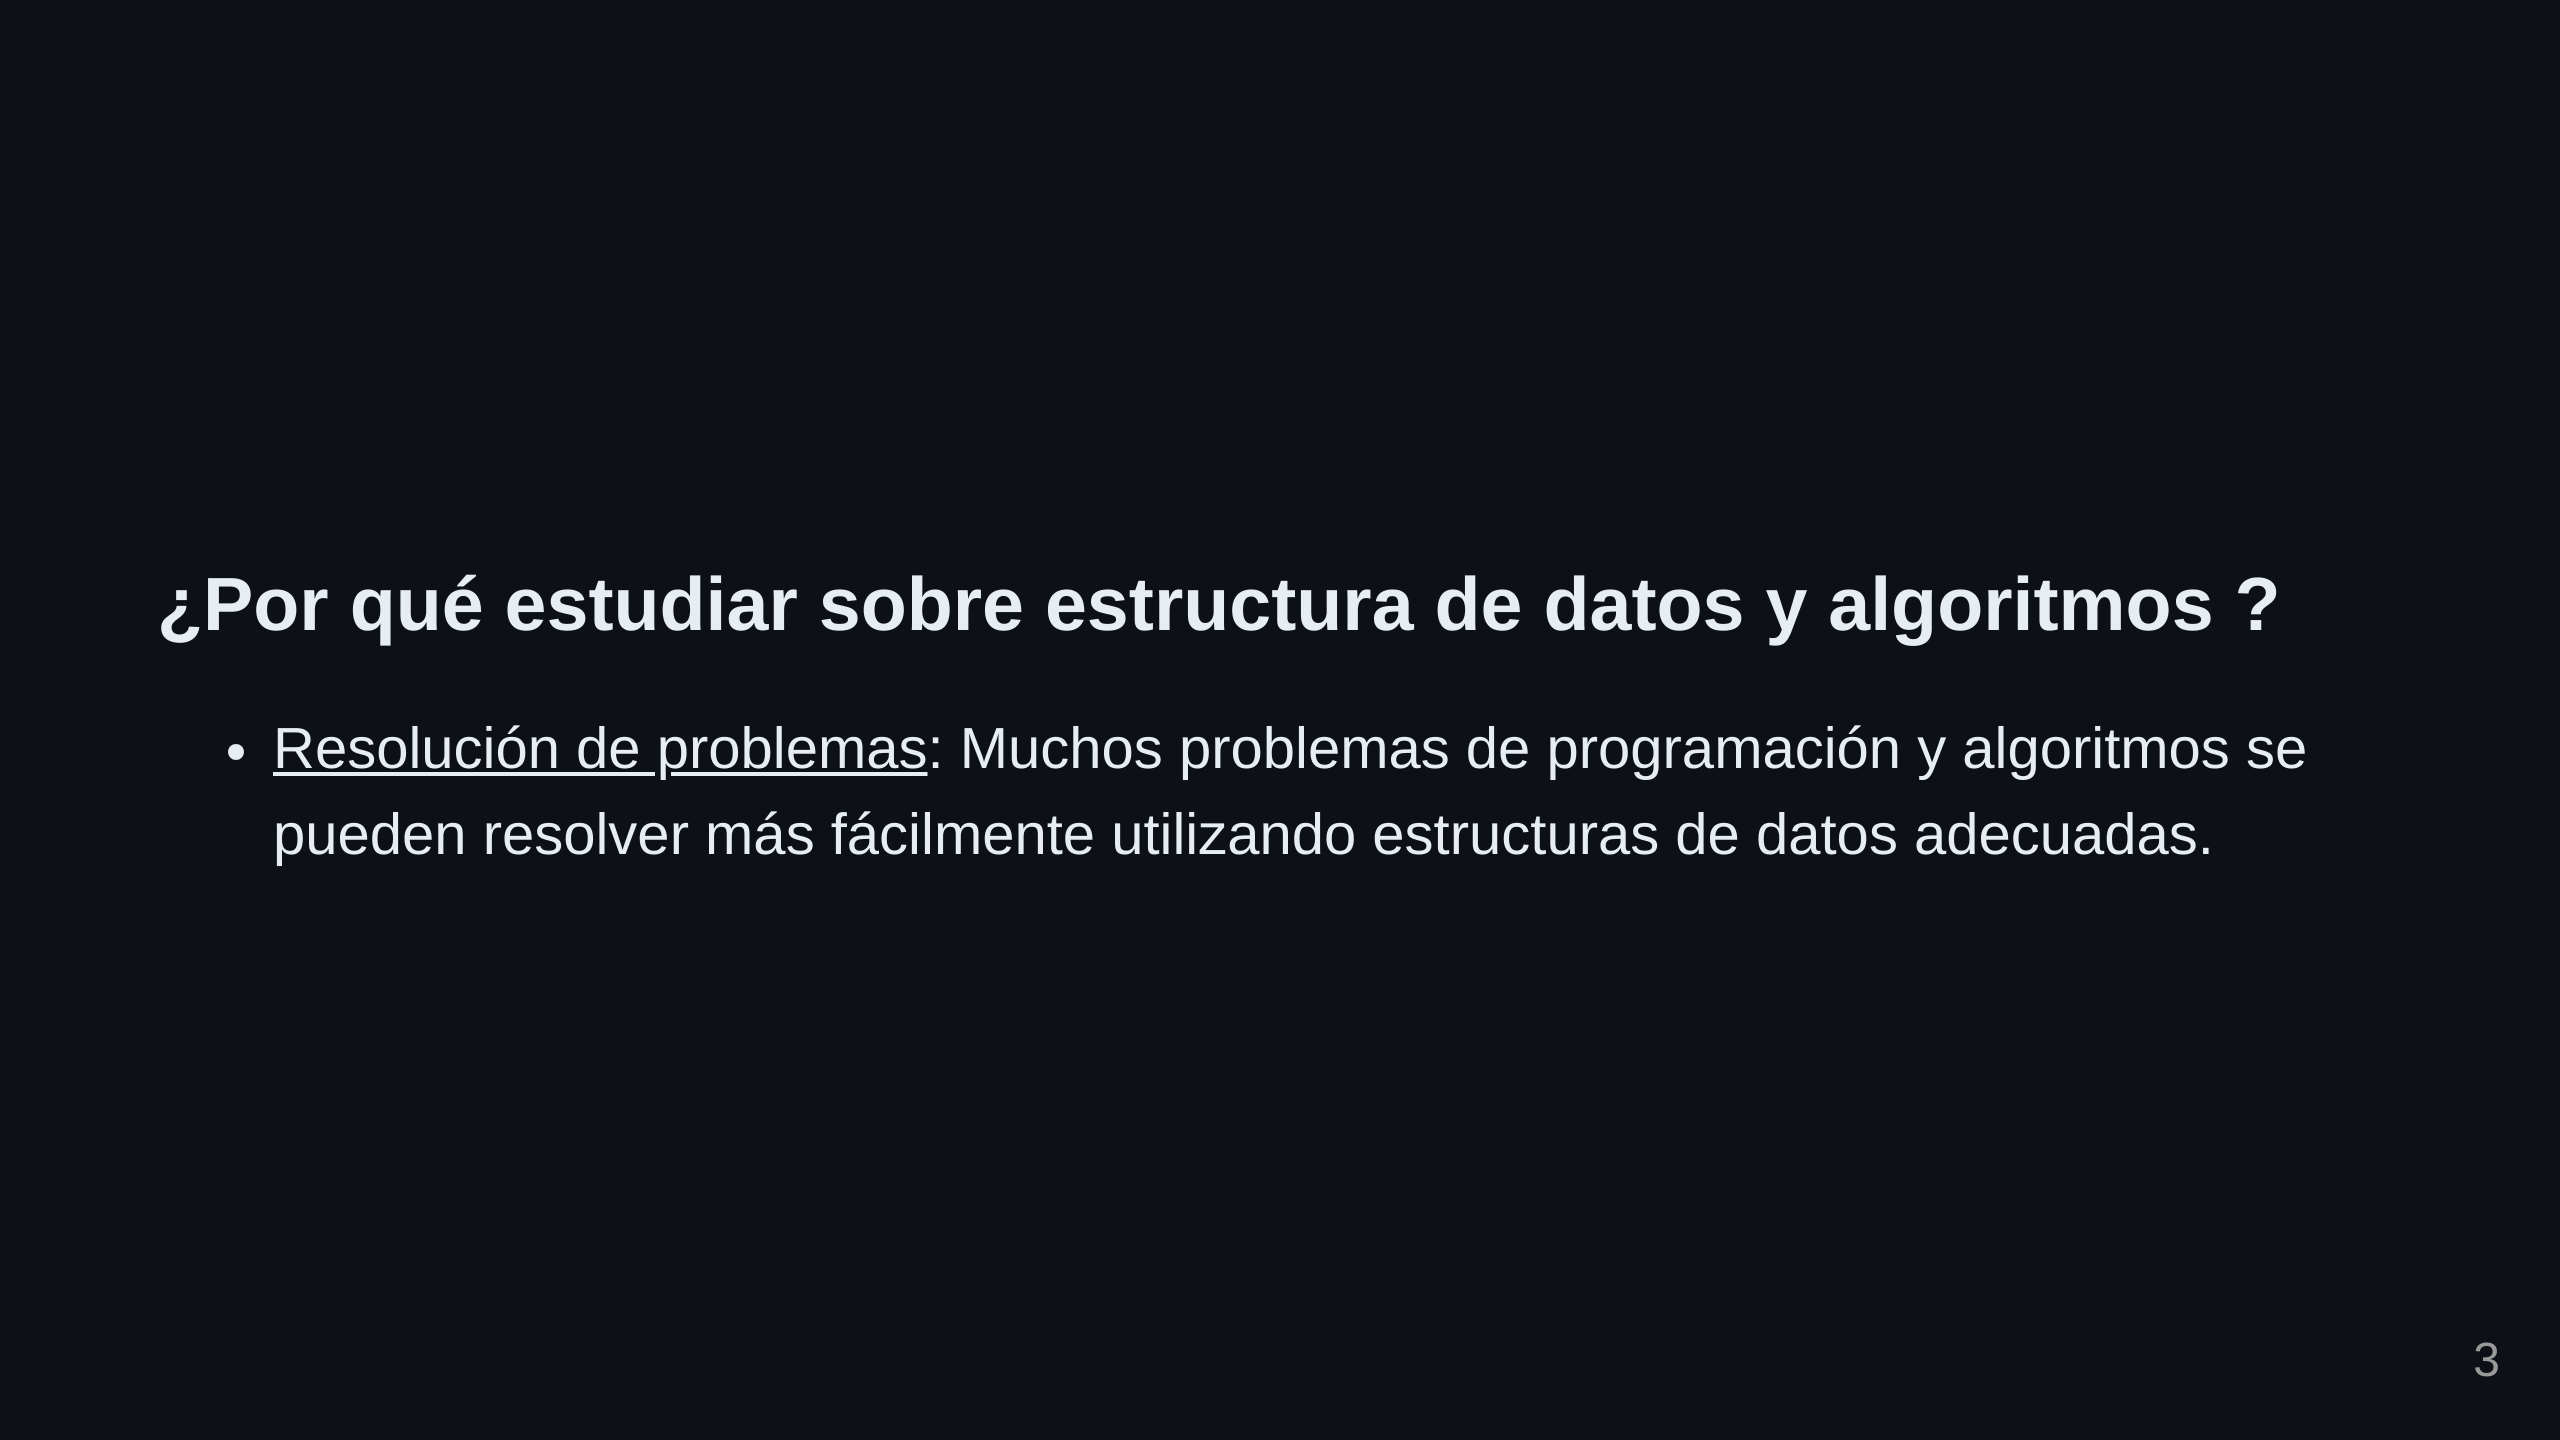 ¿Por qué estudiar sobre estructura de datos y algoritmos ?
• Resolución de problemas: Muchos problemas de programación y algoritmos se
pueden resolver más fácilmente utilizando estructuras de datos adecuadas.
3